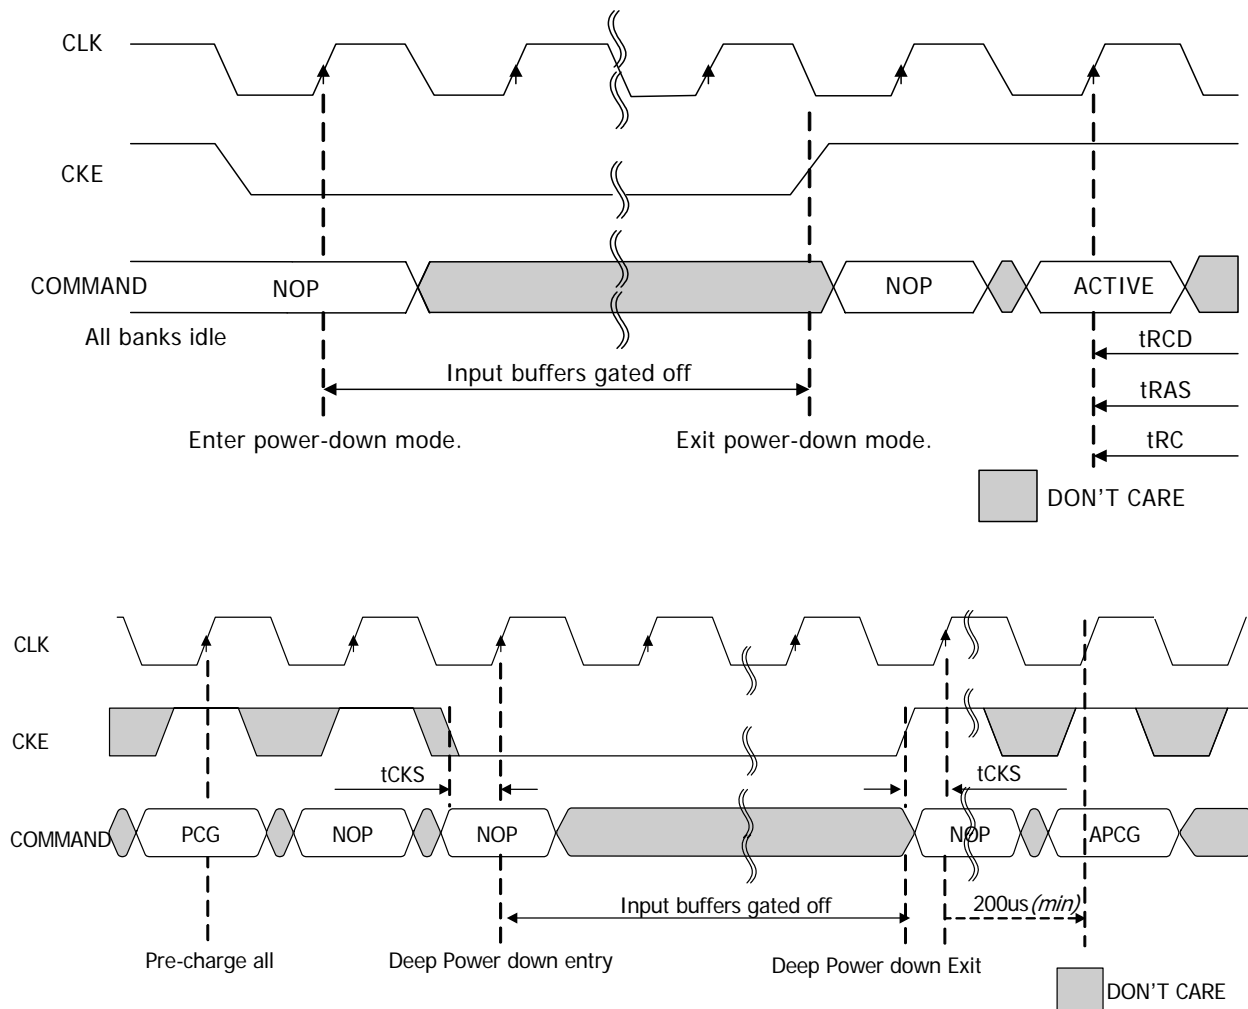 CLK
CKE
COMMAND NOP NOP ACTIVE
All banks idle
tRCD
Input buffers gated off
tRAS
Enter power-down mode. Exit power-down mode. tRC
DON'T CARE
CLK
CKE
tCKS tCKS
COMMAND PCG NOP NOP NOP APCG
Input buffers gated off 200us(min)
Pre-charge all Deep Power down entry Deep Power down Exit
DON'T CARE